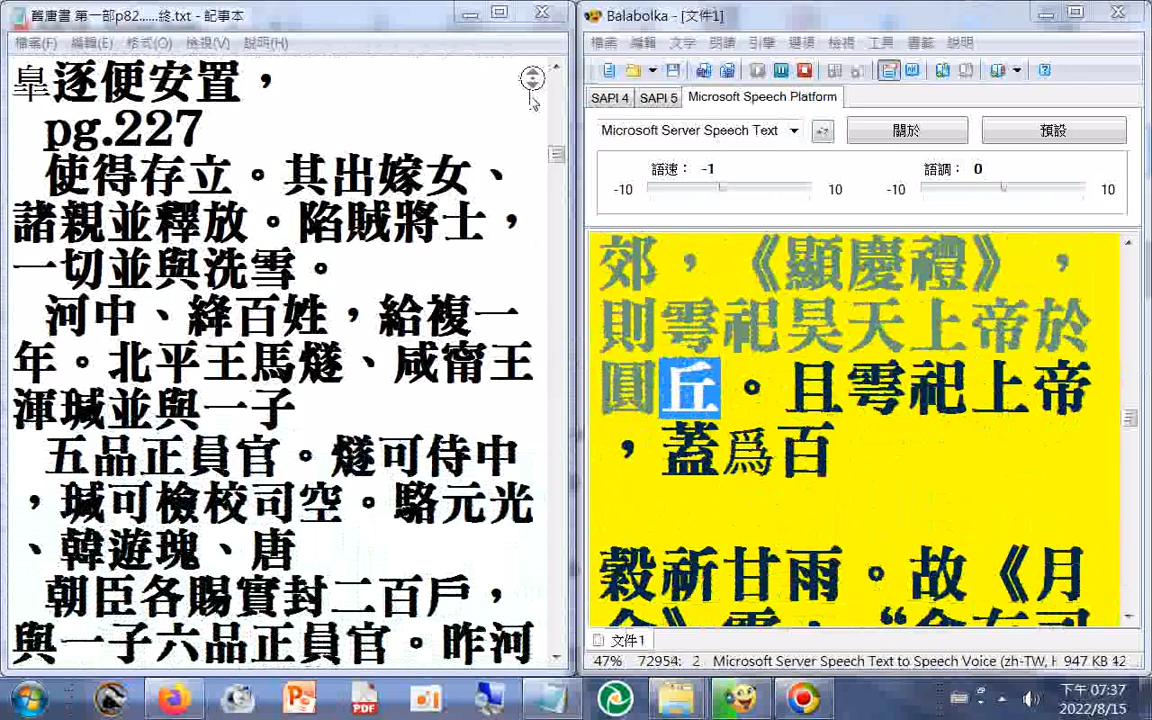 舊唐書 第一部p82......終.txt - 記事本
檔案(F) 編輯(E) 格式(O) 檢視(V) 說明(H)
皐逐便安置，
pg.227
使得存立。其出嫁女、
諸親並釋放。陷賊將士，
一切並與洗雪。
河中、絳百姓，給複一
年。北平王馬燧、咸甯王
渾瑊並與一子
五品正員官。燧可侍中
，瑊可檢校司空。駱元光
、韓遊瑰、唐
朝臣各賜實封二百戶，
與一子六品正員官。昨河
Balabolka - [文件1]
檔案 編輯 文字 朗讀 引擎 選項 檢視 工具 書籤 說明
SAPI 4 SAPI 5 Microsoft Speech Platform
Microsoft Server Speech Text 關於 預設
語速： -1 語調： 0
-10 10 -10 10
郊，《顯慶禮》，
則雩祀昊天上帝於
圓丘。且雩祀上帝
，蓋爲百
穀祈甘雨。故《月
令》雲：“命有司
文件1
47% 72954: 2 Microsoft Server Speech Text to Speech Voice (zh-TW, H 947 KB 42
下午 07:37
2022/8/15